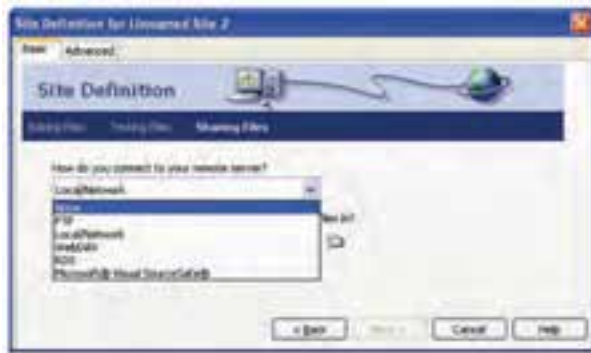 Site Definition for Unnamed Site 2
Basic Advanced
Site Definition
Editing Files Testing Files Sharing Files
How do you connect to your remote server?
Local/Network
None
FTP
Local/Network
WebDAV
RDS
Microsoft® Visual SourceSafe®
files in?
< Back Next > Cancel Help